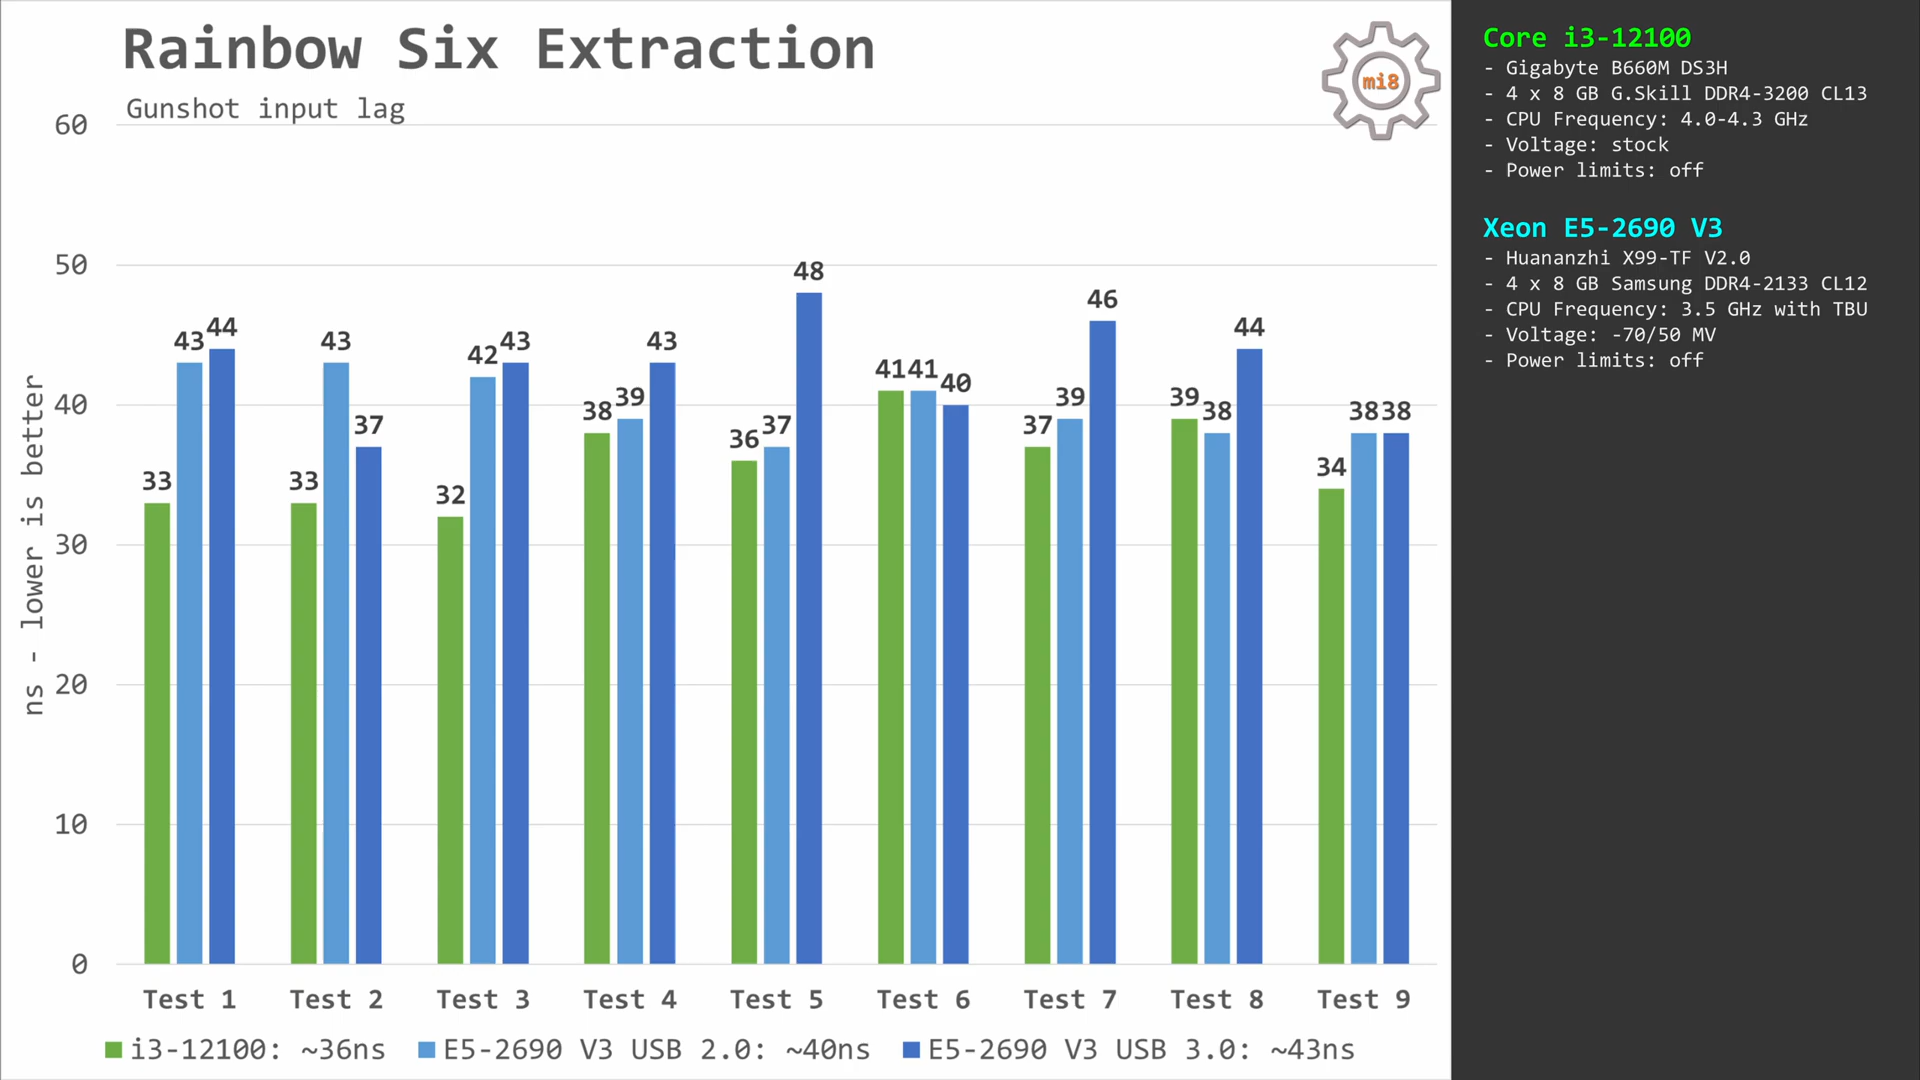 Rainbow Six Extraction
Gunshot input lag
mi8
ns - lower is better
60
50
40
30
20
10
0
33 43 44
33 43 37
32 42 43
38 39 43
36 37 48
41 41 40
37 39 46
39 38 44
34 38 38
Test 1 Test 2 Test 3 Test 4 Test 5 Test 6 Test 7 Test 8 Test 9
i3-12100: ~36ns E5-2690 V3 USB 2.0: ~40ns E5-2690 V3 USB 3.0: ~43ns
Core i3-12100
- Gigabyte B660M DS3H
- 4 x 8 GB G.Skill DDR4-3200 CL13
- CPU Frequency: 4.0-4.3 GHz
- Voltage: stock
- Power limits: off
Xeon E5-2690 V3
- Huananzhi X99-TF V2.0
- 4 x 8 GB Samsung DDR4-2133 CL12
- CPU Frequency: 3.5 GHz with TBU
- Voltage: -70/50 MV
- Power limits: off